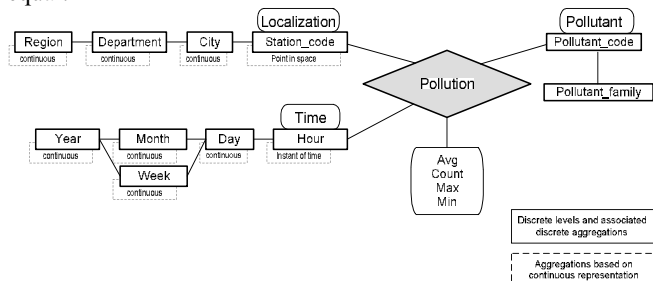 Localization
Pollutant
Region
Department
City
Station_code
Pollutant_code
continuous
continuous
continuous
Point in space
Pollution
Pollutant_family
Time
Year
Month
Day
Hour
continuous
continuous
continuous
Instant of time
Week
continuous
Avg
Count
Max
Min
Discrete levels and associated
discrete aggregations
Aggregations based on
continuous representation